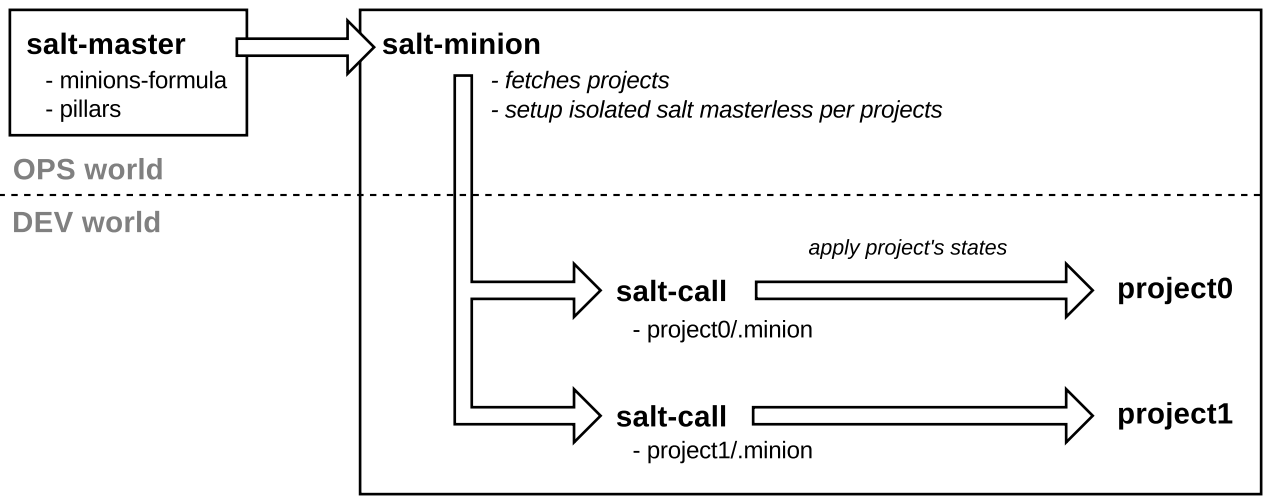 salt-master
- minions-formula
- pillars
salt-minion
- fetches projects
- setup isolated salt masterless per projects
OPS world
DEV world
apply project's states
salt-call
project0
- project0/.minion
salt-call
project1
- project1/.minion